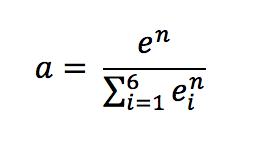 a = e^n / ∑_{i=1}^{6} e_i^n